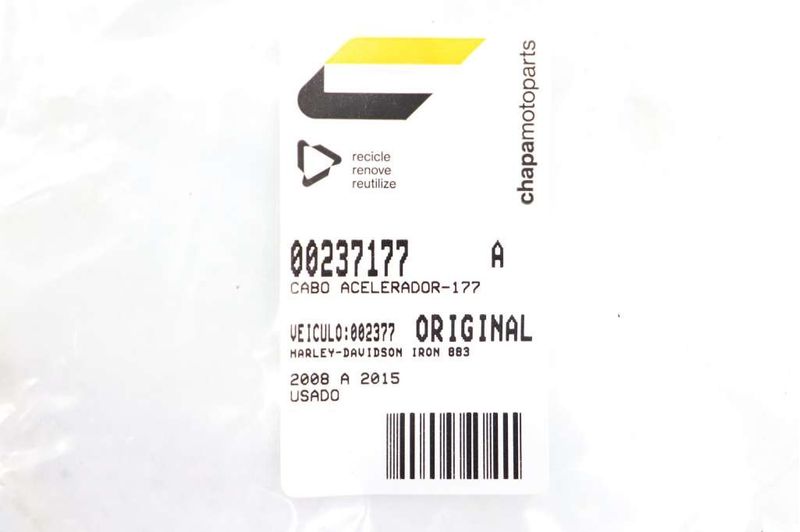 chapamotoparts
recicle
renove
reutilize
00237177 A
CABO ACELERADOR-177
VEICULO:002377 ORIGINAL
HARLEY-DAVIDSON IRON 883
2008 A 2015
USADO